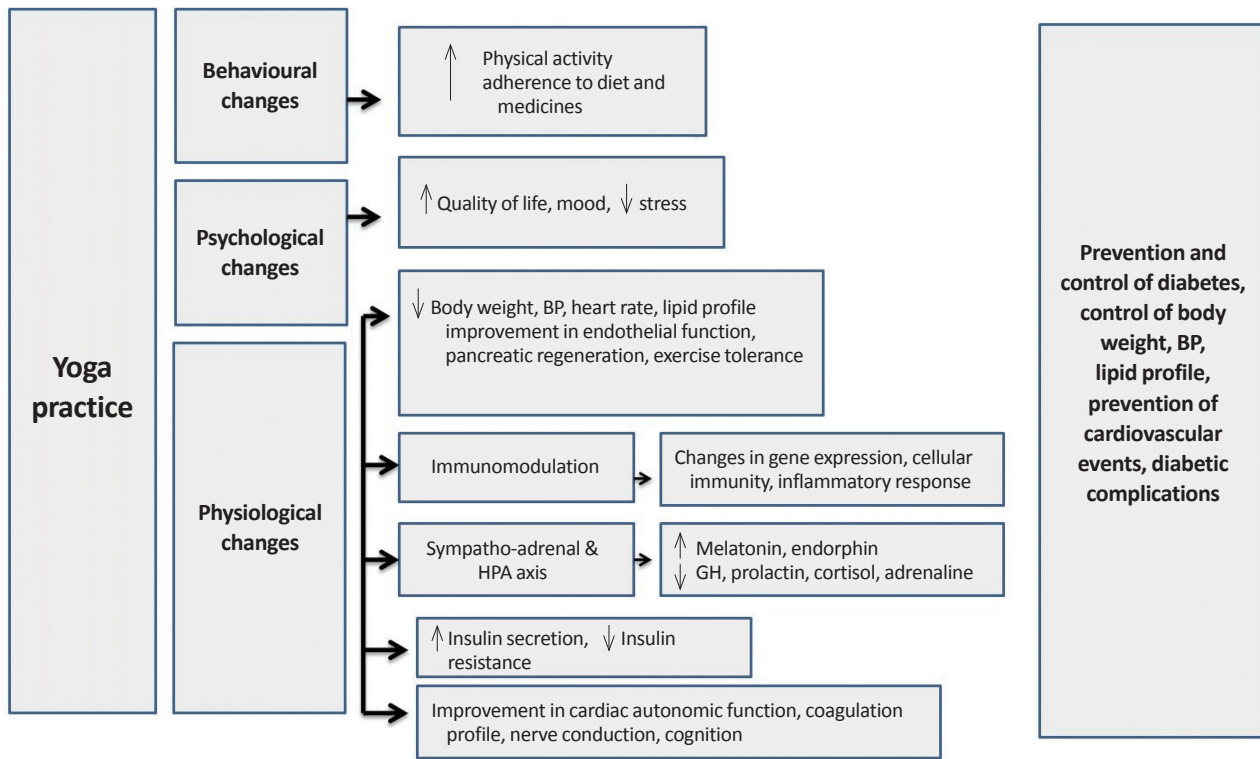 Yoga
practice
Behavioural
changes
↑ Physical activity
adherence to diet and
medicines
Psychological
changes
↑ Quality of life, mood, ↓ stress
Physiological
changes
↓ Body weight, BP, heart rate, lipid profile
improvement in endothelial function,
pancreatic regeneration, exercise tolerance
Immunomodulation
Changes in gene expression, cellular
immunity, inflammatory response
Sympatho-adrenal &
HPA axis
↑ Melatonin, endorphin
↓ GH, prolactin, cortisol, adrenaline
↑ Insulin secretion, ↓ Insulin
resistance
Improvement in cardiac autonomic function, coagulation
profile, nerve conduction, cognition
Prevention and
control of diabetes,
control of body
weight, BP,
lipid profile,
prevention of
cardiovascular
events, diabetic
complications